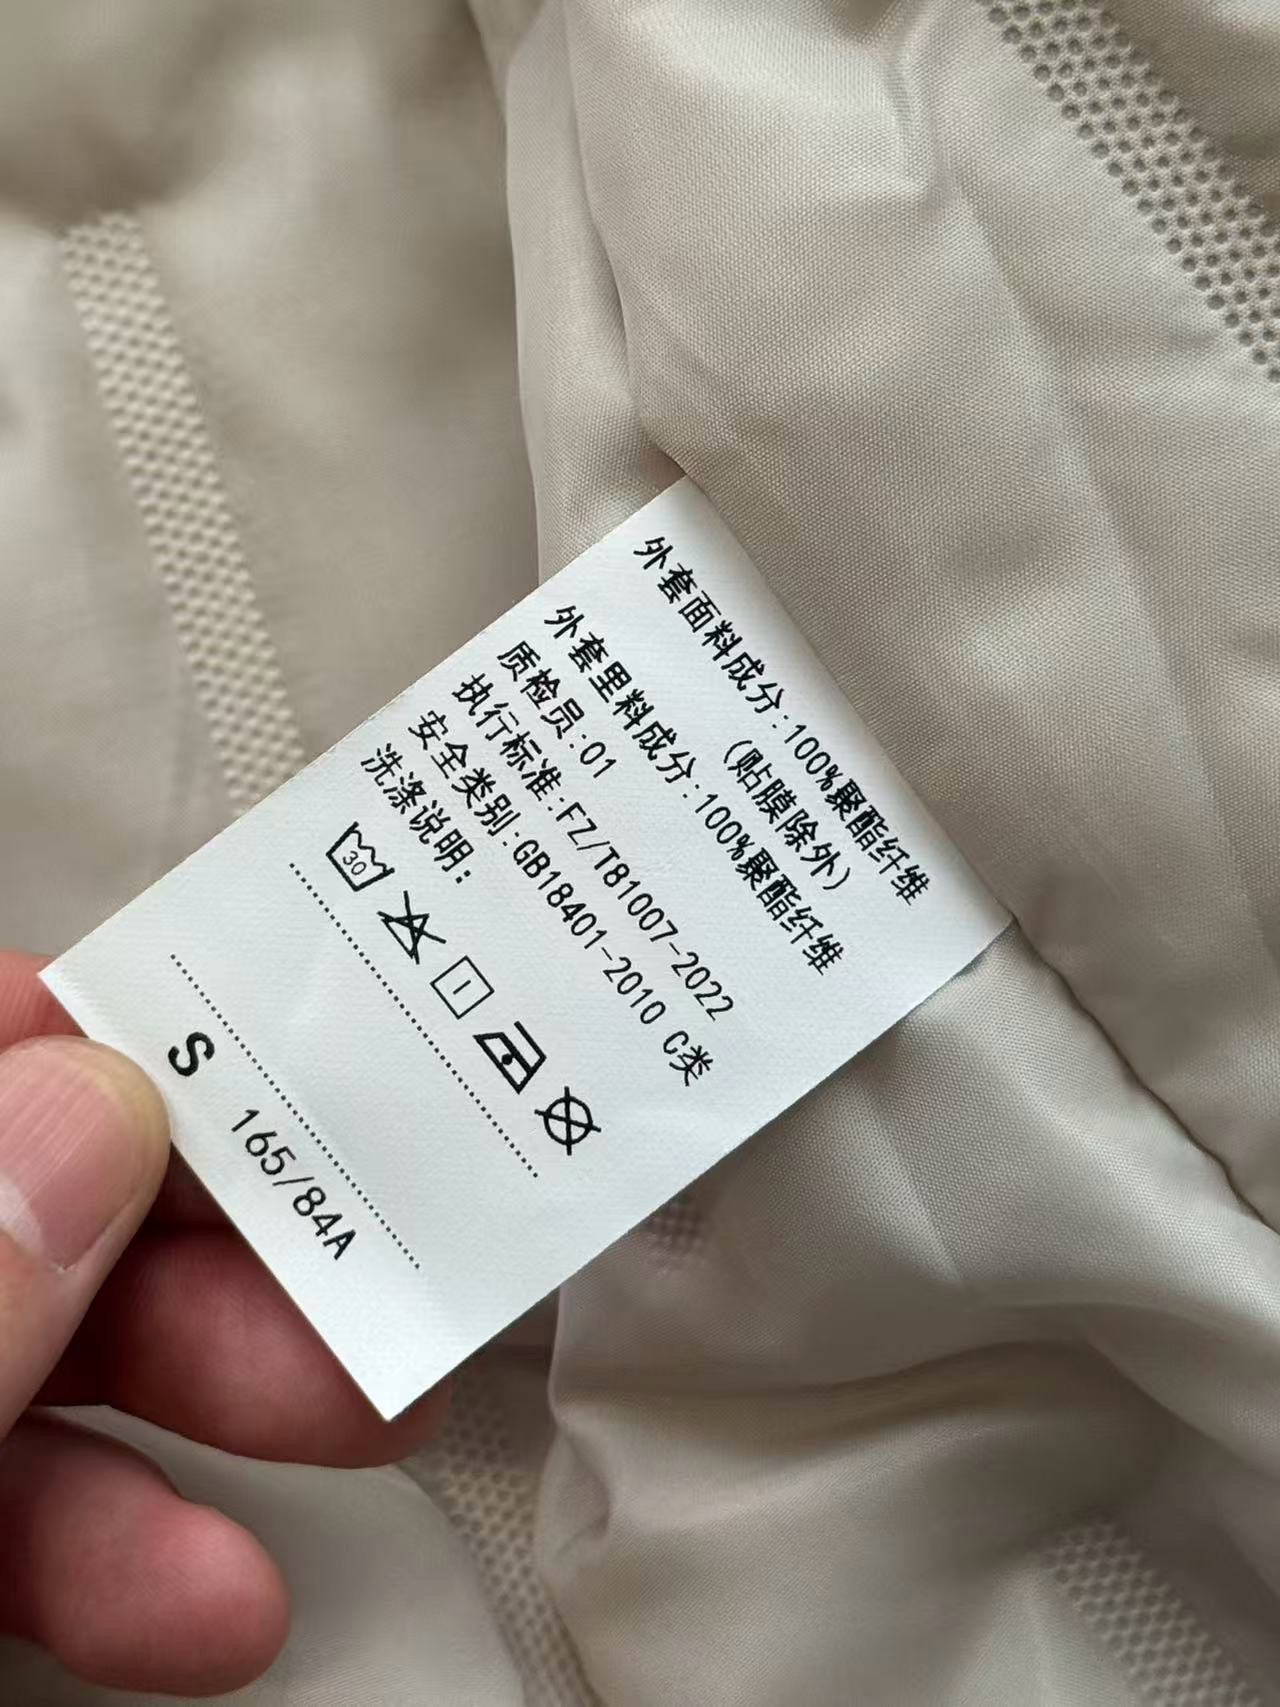 外套面料成分:100%聚酯纤维
(贴膜除外)
外套里料成分:100%聚酯纤维
质检员:01
执行标准:FZ/T81007-2022
安全类别:GB18401-2010 C类
洗涤说明:
30
S 165/84A